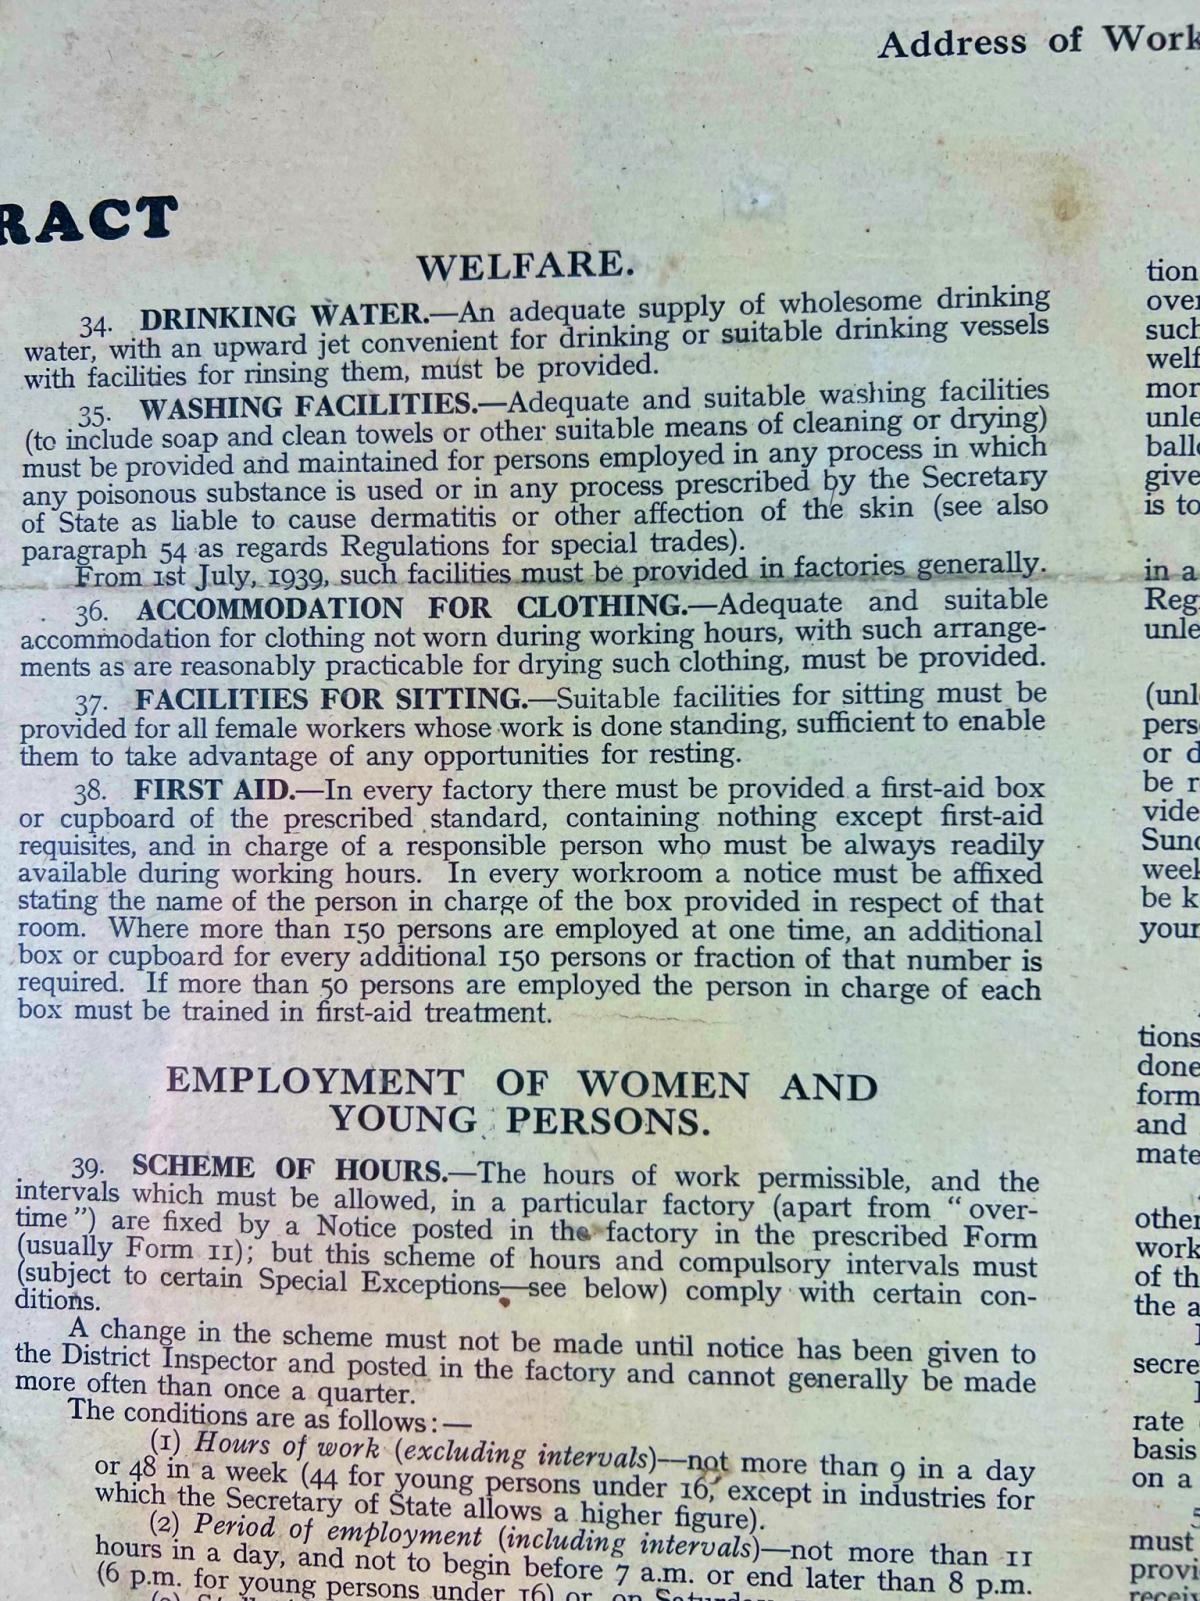 Address of Work
RACT
WELFARE.
34. DRINKING WATER.—An adequate supply of wholesome drinking
water, with an upward jet convenient for drinking or suitable drinking vessels
with facilities for rinsing them, must be provided.
35. WASHING FACILITIES.—Adequate and suitable washing facilities
(to include soap and clean towels or other suitable means of cleaning or drying)
must be provided and maintained for persons employed in any process in which
any poisonous substance is used or in any process prescribed by the Secretary
of State as liable to cause dermatitis or other affection of the skin (see also
paragraph 54 as regards Regulations for special trades).
From 1st July, 1939, such facilities must be provided in factories generally.
36. ACCOMMODATION FOR CLOTHING.—Adequate and suitable
accommodation for clothing not worn during working hours, with such arrange-
ments as are reasonably practicable for drying such clothing, must be provided.
37. FACILITIES FOR SITTING.—Suitable facilities for sitting must be
provided for all female workers whose work is done standing, sufficient to enable
them to take advantage of any opportunities for resting.
38. FIRST AID.—In every factory there must be provided a first-aid box
or cupboard of the prescribed standard, containing nothing except first-aid
requisites, and in charge of a responsible person who must be always readily
available during working hours. In every workroom a notice must be affixed
stating the name of the person in charge of the box provided in respect of that
room. Where more than 150 persons are employed at one time, an additional
box or cupboard for every additional 150 persons or fraction of that number is
required. If more than 50 persons are employed the person in charge of each
box must be trained in first-aid treatment.
EMPLOYMENT OF WOMEN AND
YOUNG PERSONS.
39. SCHEME OF HOURS.—The hours of work permissible, and the
intervals which must be allowed, in a particular factory (apart from "over-
time") are fixed by a Notice posted in the factory in the prescribed Form
(usually Form 11); but this scheme of hours and compulsory intervals must
(subject to certain Special Exceptions—see below) comply with certain con-
ditions.
A change in the scheme must not be made until notice has been given to
the District Inspector and posted in the factory and cannot generally be made
more often than once a quarter.
The conditions are as follows:—
(1) Hours of work (excluding intervals)—not more than 9 in a day
or 48 in a week (44 for young persons under 16, except in industries for
which the Secretary of State allows a higher figure).
(2) Period of employment (including intervals)—not more than 11
hours in a day, and not to begin before 7 a.m. or end later than 8 p.m.
(6 p.m. for young persons under 16) or, on Saturday
tion
over
such
welf
mor
unle
ballo
give
is to
in a
Reg
unle
(unl
pers
or d
be r
vide
Sund
week
be k
your
tions
done
form
and
mate
other
work
of th
the a
secre
rate
basis
on a
5
must
provi
receiv